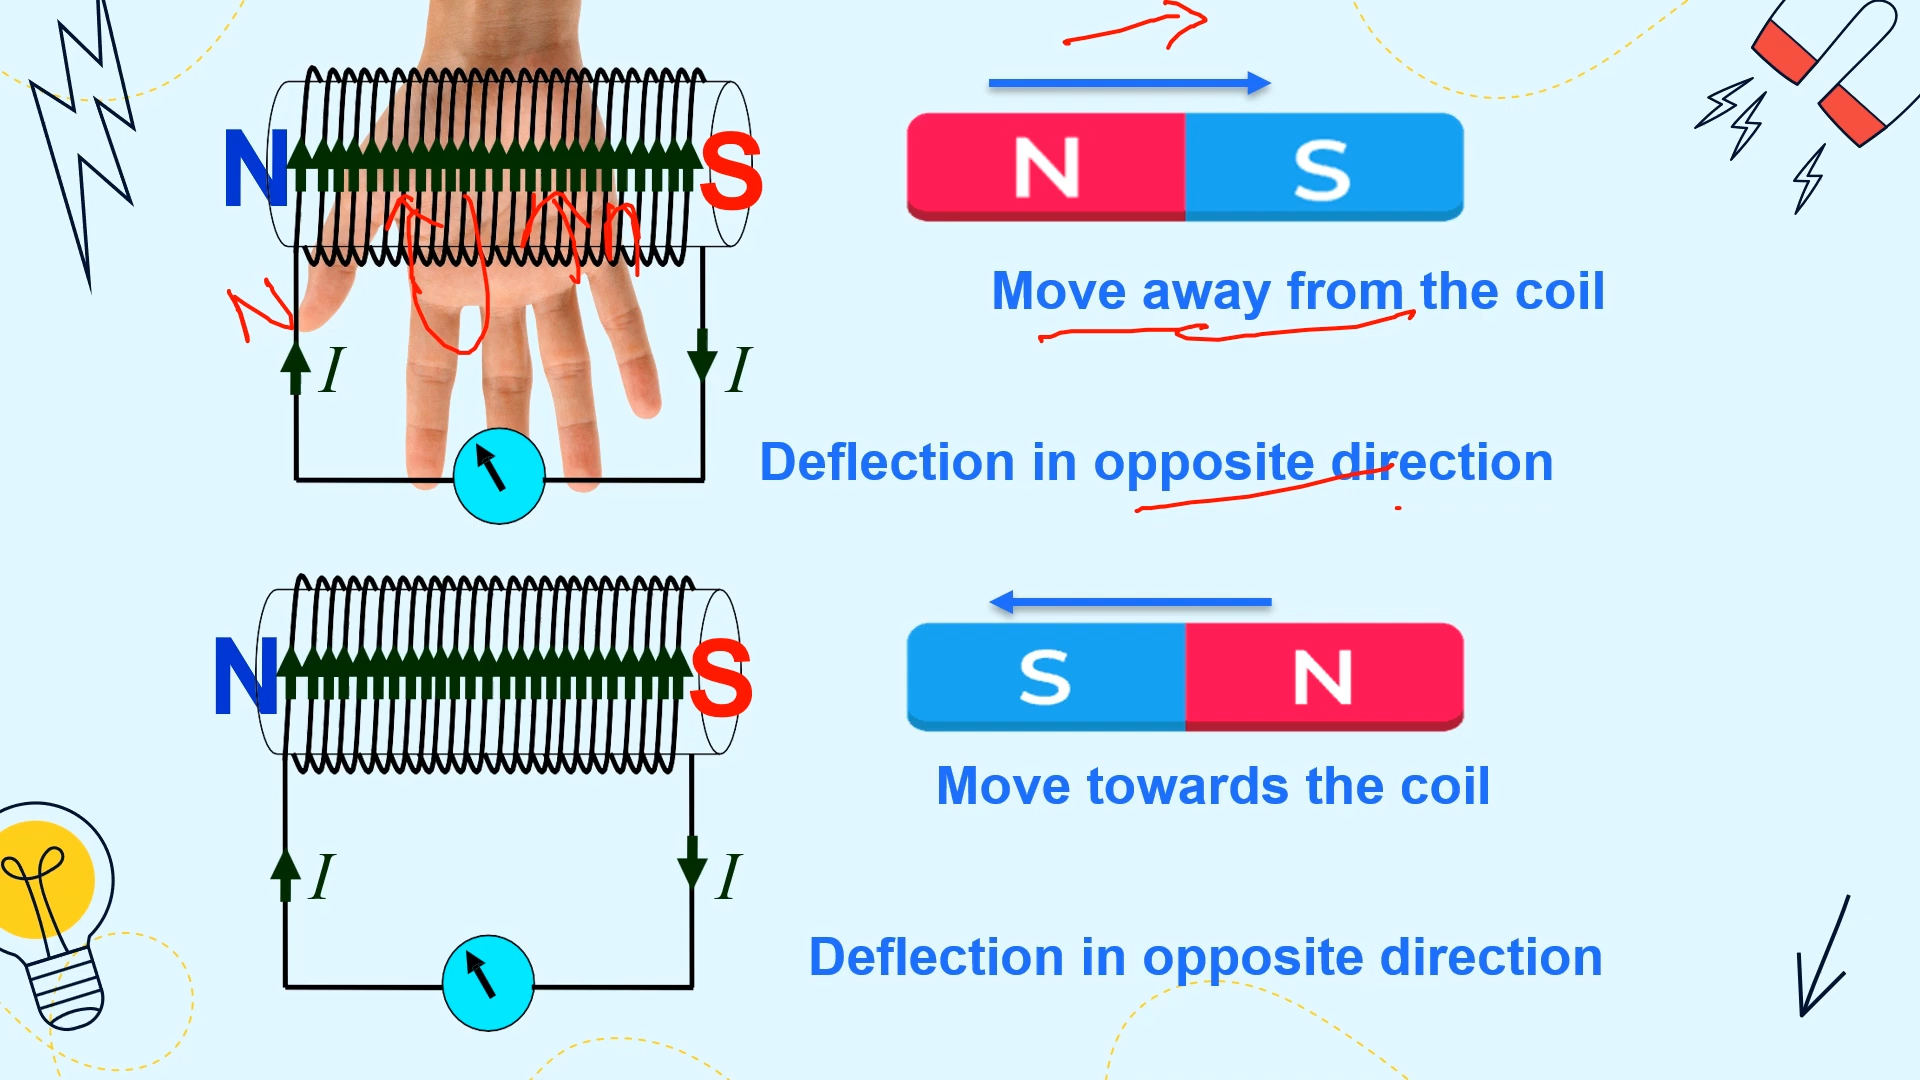 N S
N S
Move away from the coil
N
I I
Deflection in opposite direction
N S
S N
Move towards the coil
I I
Deflection in opposite direction